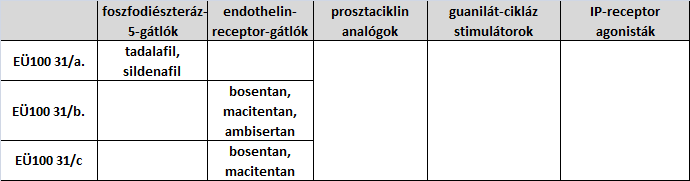 foszfodiészteráz-
5-gátlók
endothelin-
receptor-gátlók
prosztaciklin
analógok
guanilát-cikláz
stimulátorok
IP-receptor
agonisták
EÜ100 31/a.
tadalafil,
sildenafil
EÜ100 31/b.
bosentan,
macitentan,
ambisertan
EÜ100 31/c
bosentan,
macitentan